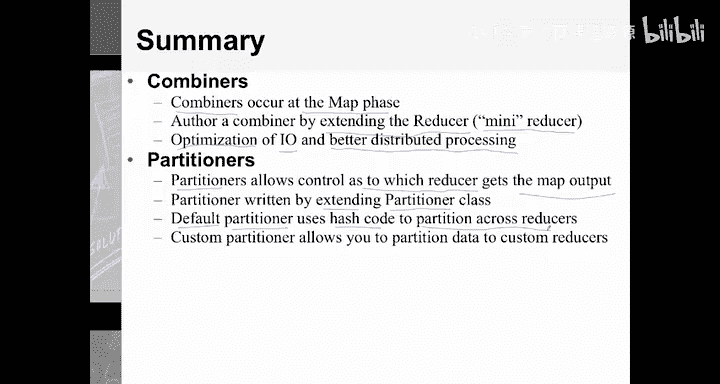 bilibili
Summary
• Combiners
– Combiners occur at the Map phase
– Author a combiner by extending the Reducer (“mini” reducer)
– Optimization of IO and better distributed processing
• Partitioners
– Partitioners allows control as to which reducer gets the map output
– Partitioner written by extending Partitioner class
– Default partitioner uses hash code to partition across reducers
– Custom partitioner allows you to partition data to custom reducers